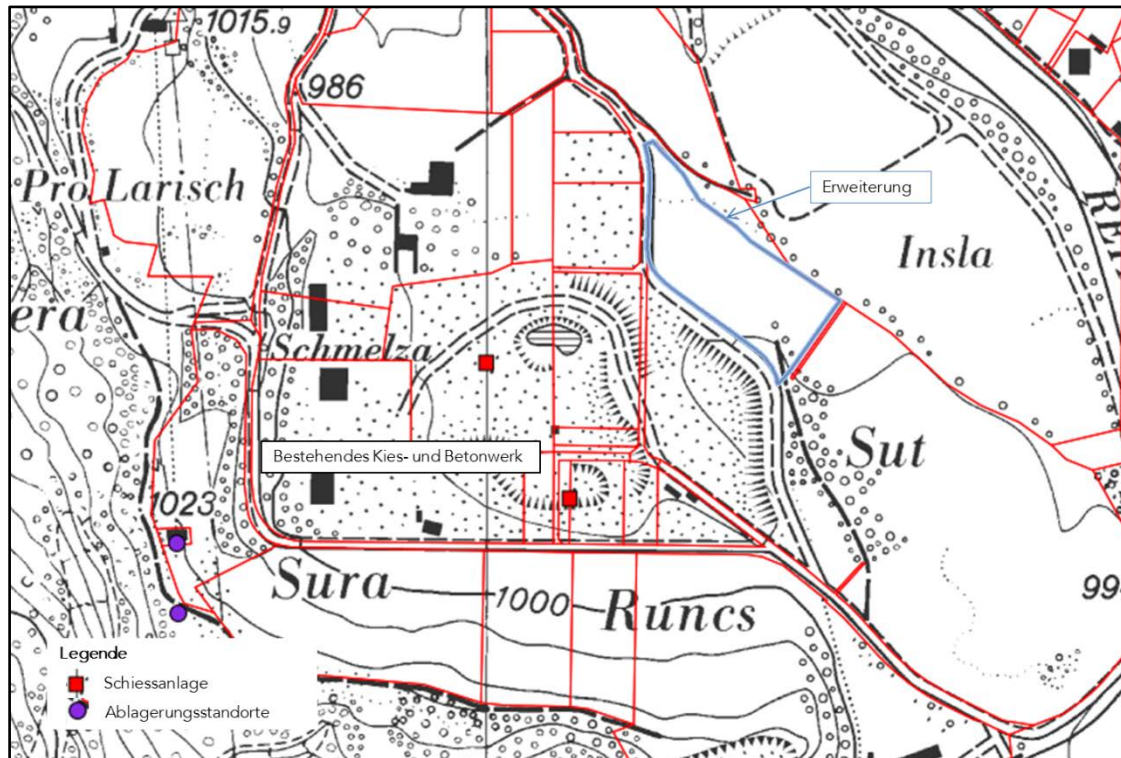 1015.9
986
Pro Larisch
Erweiterung
Insla
era
Schmelza
Bestehendes Kies- und Betonwerk
Sut
1023
Sura
1000
Runcs
99
Legende
Schiessanlage
Ablagerungsstandorte